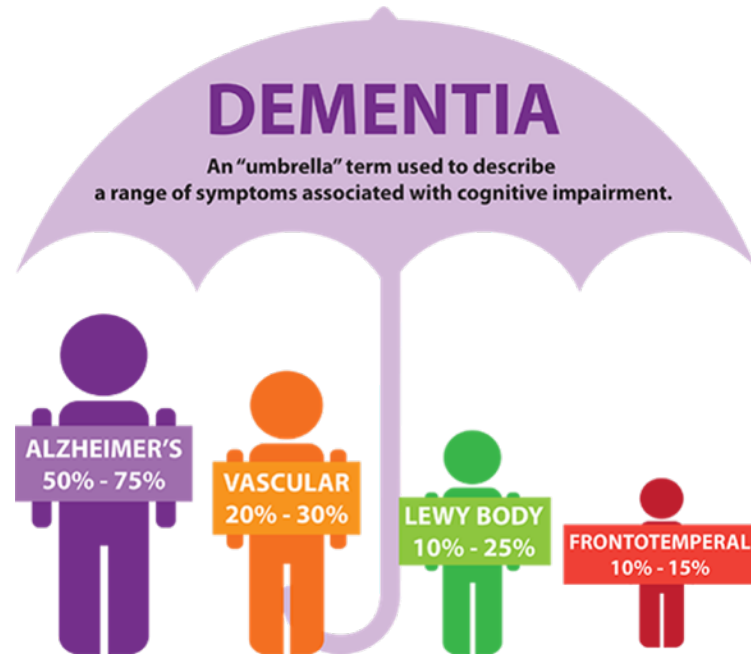 DEMENTIA
An “umbrella” term used to describe
a range of symptoms associated with cognitive impairment.
ALZHEIMER’S
50% - 75%
VASCULAR
20% - 30%
LEWY BODY
10% - 25%
FRONTOTEMPERAL
10% - 15%